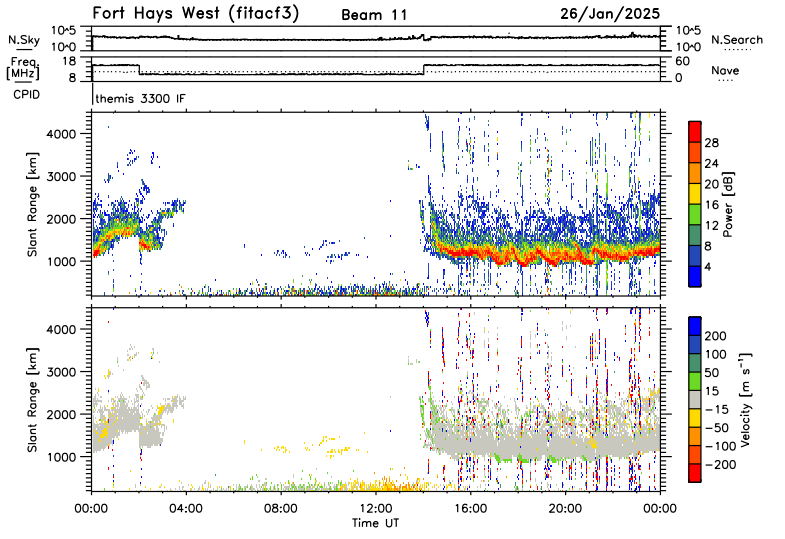 Fort Hays West (fitacf3) Beam 11 26/Jan/2025
N.Sky 10^5 10^0 10^5 10^0 N.Search
Freq. [MHz] 18 8 60 0 Nave
CPID themis 3300 IF
4000
3000
2000
1000
Slant Range [km]
28
24
20
16
12
8
4
Power [dB]
4000
3000
2000
1000
Slant Range [km]
200
100
50
15
-15
-50
-100
-200
Velocity [m s⁻¹]
00:00 04:00 08:00 12:00 16:00 20:00 00:00
Time UT